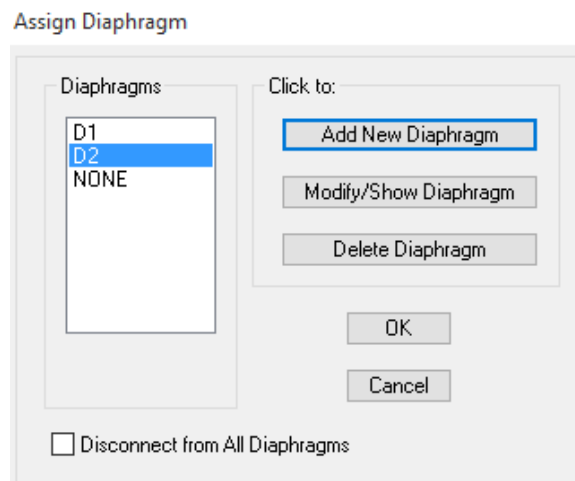 Assign Diaphragm
Diaphragms
D1
D2
NONE
Click to:
Add New Diaphragm
Modify/Show Diaphragm
Delete Diaphragm
OK
Cancel
Disconnect from All Diaphragms